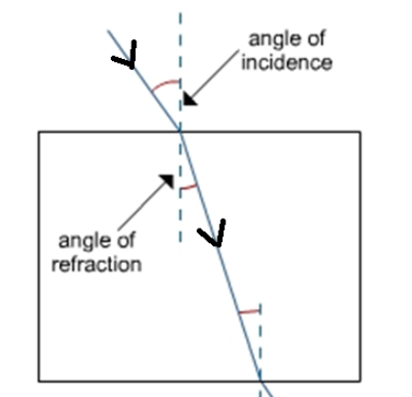 angle of
incidence
angle of
refraction